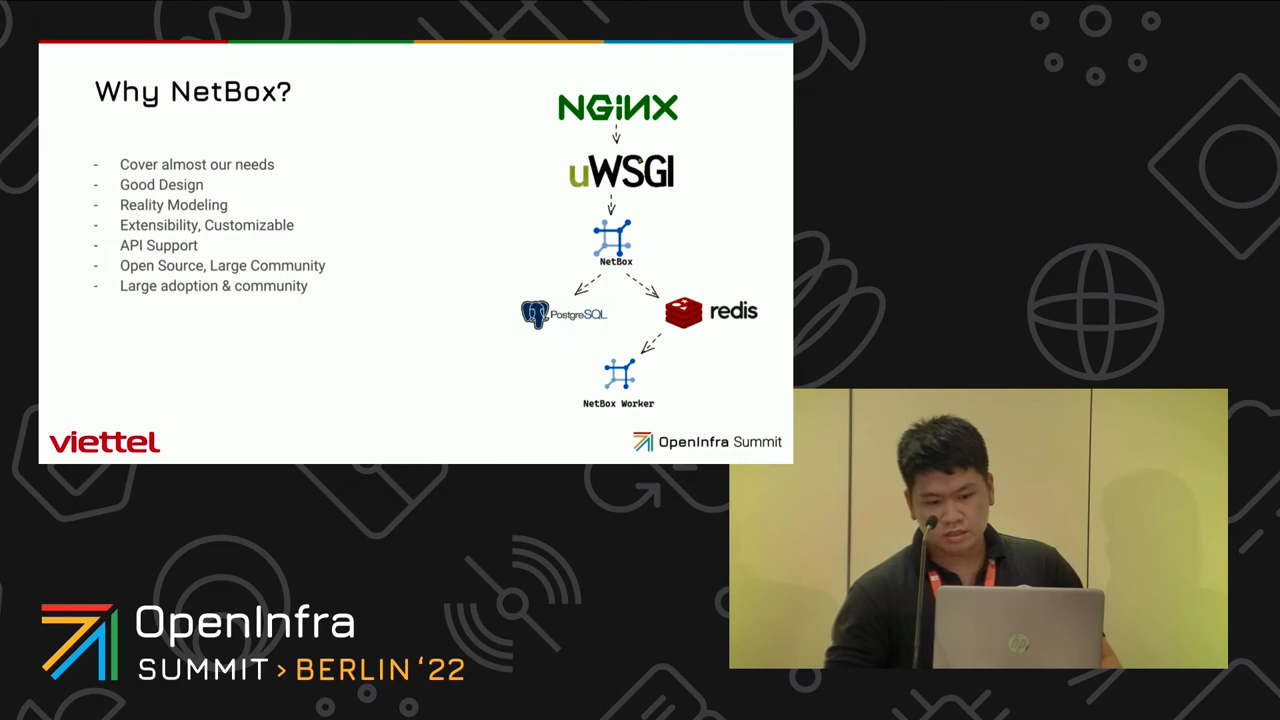 Why NetBox?
- Cover almost our needs
- Good Design
- Reality Modeling
- Extensibility, Customizable
- API Support
- Open Source, Large Community
- Large adoption & community
NGiNX
uWSGI
NetBox
PostgreSQL
redis
NetBox Worker
viettel
OpenInfra Summit
hp
OpenInfra
SUMMIT > BERLIN ‘22